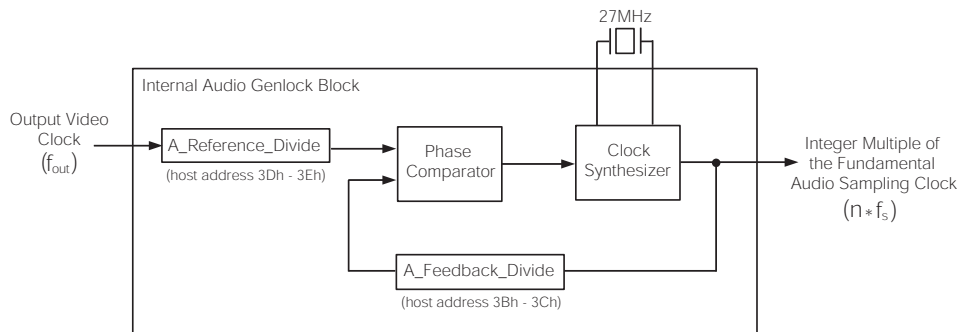 27MHz
Internal Audio Genlock Block
Output Video
Clock
(fout)
A_Reference_Divide
(host address 3Dh - 3Eh)
Phase
Comparator
Clock
Synthesizer
Integer Multiple of
the Fundamental
Audio Sampling Clock
(n*fs)
A_Feedback_Divide
(host address 3Bh - 3Ch)